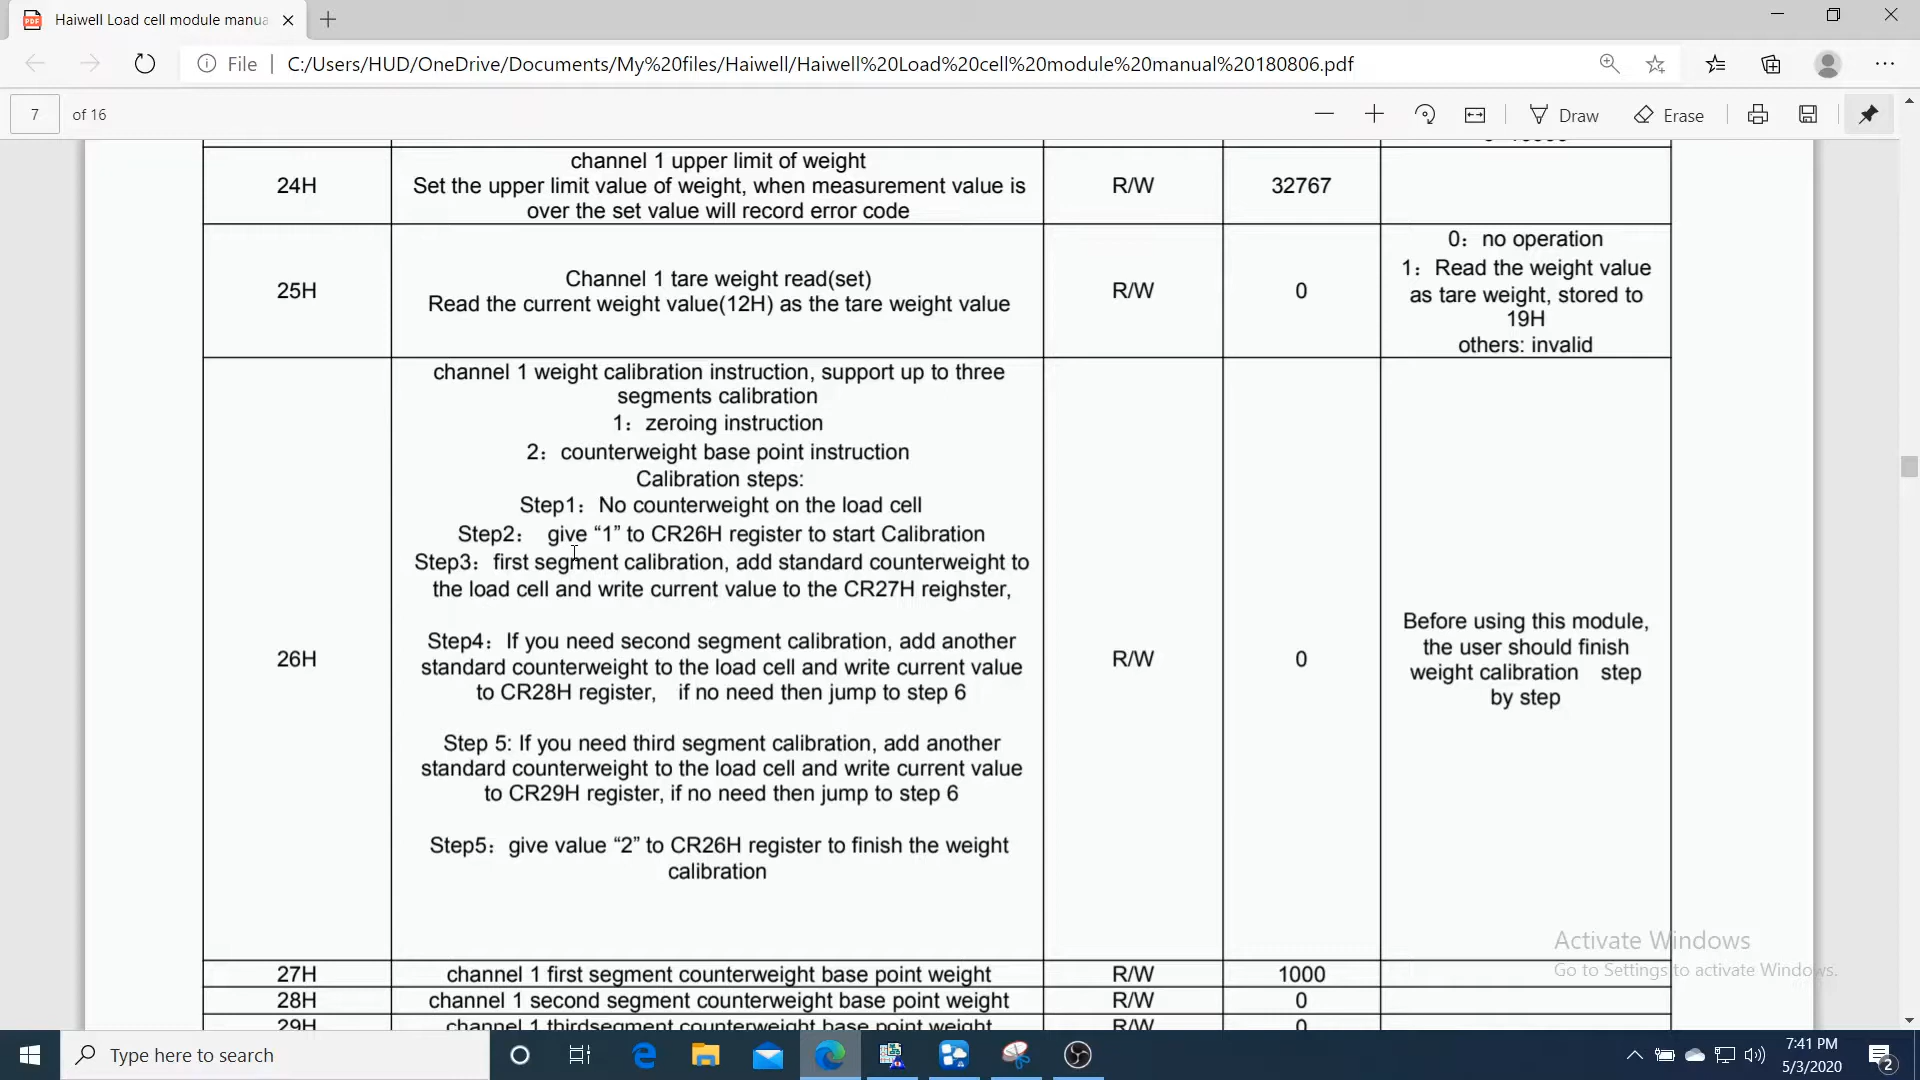 Haiwell Load cell module manua
File
C:/Users/HUD/OneDrive/Documents/My%20files/Haiwell/Haiwell%20Load%20cell%20module%20manual%20180806.pdf
7 of 16
Draw
Erase
24H
channel 1 upper limit of weight
Set the upper limit value of weight, when measurement value is
over the set value will record error code
R/W
32767
25H
Channel 1 tare weight read(set)
Read the current weight value(12H) as the tare weight value
R/W
0
0：no operation
1：Read the weight value
as tare weight, stored to
19H
others: invalid
26H
channel 1 weight calibration instruction, support up to three
segments calibration
1：zeroing instruction
2：counterweight base point instruction
Calibration steps:
Step1：No counterweight on the load cell
Step2： give “1” to CR26H register to start Calibration
Step3：first segment calibration, add standard counterweight to
the load cell and write current value to the CR27H reighster,
Step4：If you need second segment calibration, add another
standard counterweight to the load cell and write current value
to CR28H register, if no need then jump to step 6
Step 5: If you need third segment calibration, add another
standard counterweight to the load cell and write current value
to CR29H register, if no need then jump to step 6
Step5：give value “2” to CR26H register to finish the weight
calibration
R/W
0
Before using this module,
the user should finish
weight calibration step
by step
27H
channel 1 first segment counterweight base point weight
R/W
1000
28H
channel 1 second segment counterweight base point weight
R/W
0
29H
channel 1 thirdsegment counterweight base point weight
R/W
0
Activate Windows
Go to Settings to activate Windows.
Type here to search
7:41 PM
5/3/2020
2